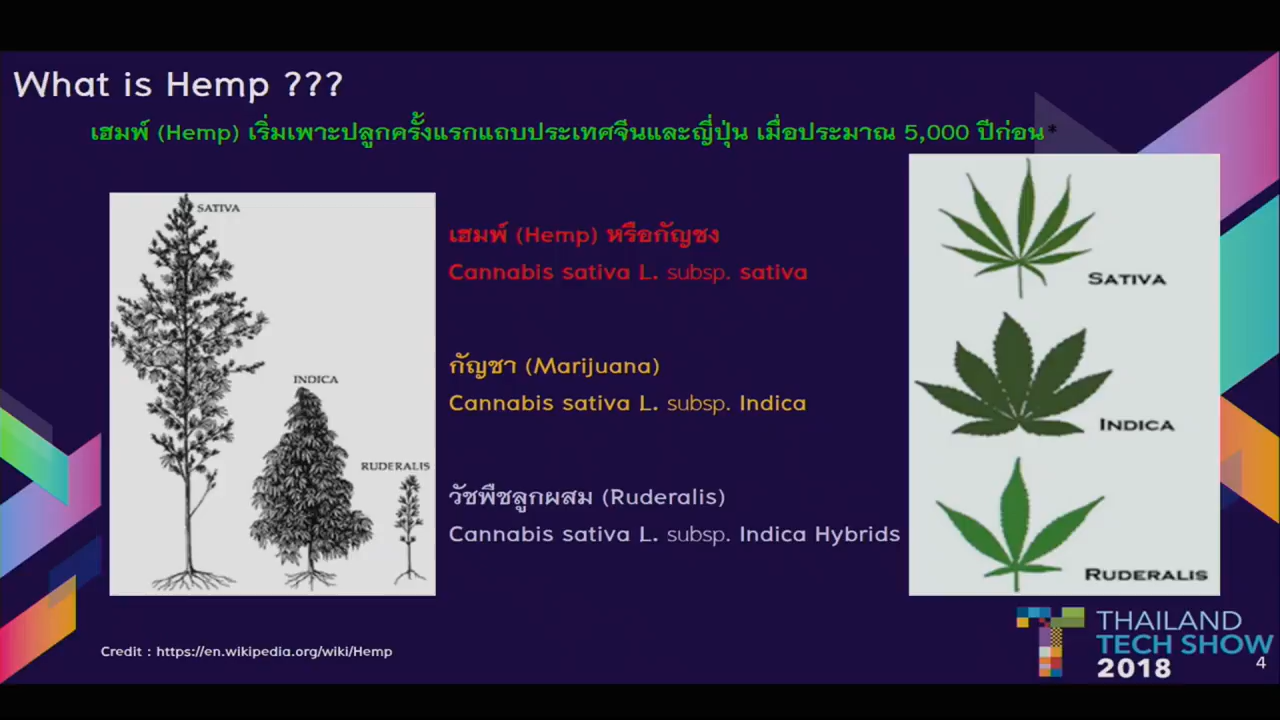 What is Hemp ???
เฮมพ์ (Hemp) เริ่มเพาะปลูกครั้งแรกแถบประเทศจีนและญี่ปุ่น เมื่อประมาณ 5,000 ปีก่อน*
SATIVA
INDICA
RUDERALIS
เฮมพ์ (Hemp) หรือกัญชง
Cannabis sativa L. subsp. sativa
กัญชา (Marijuana)
Cannabis sativa L. subsp. Indica
วัชพืชลูกผสม (Ruderalis)
Cannabis sativa L. subsp. Indica Hybrids
SATIVA
INDICA
RUDERALIS
Credit : https://en.wikipedia.org/wiki/Hemp
THAILAND
TECH SHOW
2018
4